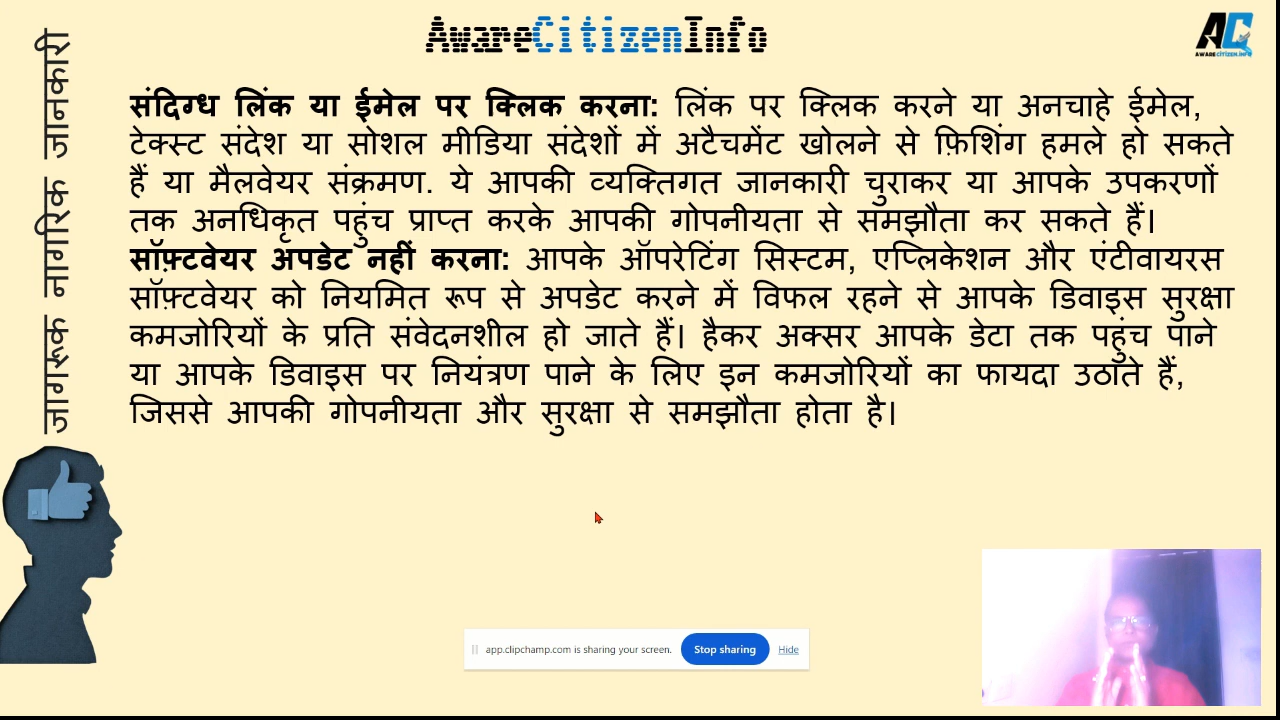 AwareCitizenInfo
AC
AWARECITIZEN.INFO
जागरूक नागरिक जानकारी
संदिग्ध लिंक या ईमेल पर क्लिक करना: लिंक पर क्लिक करने या अनचाहे ईमेल,
टेक्स्ट संदेश या सोशल मीडिया संदेशों में अटैचमेंट खोलने से फ़िशिंग हमले हो सकते
हैं या मैलवेयर संक्रमण. ये आपकी व्यक्तिगत जानकारी चुराकर या आपके उपकरणों
तक अनधिकृत पहुंच प्राप्त करके आपकी गोपनीयता से समझौता कर सकते हैं।
सॉफ़्टवेयर अपडेट नहीं करना: आपके ऑपरेटिंग सिस्टम, एप्लिकेशन और एंटीवायरस
सॉफ़्टवेयर को नियमित रूप से अपडेट करने में विफल रहने से आपके डिवाइस सुरक्षा
कमजोरियों के प्रति संवेदनशील हो जाते हैं। हैकर अक्सर आपके डेटा तक पहुंच पाने
या आपके डिवाइस पर नियंत्रण पाने के लिए इन कमजोरियों का फायदा उठाते हैं,
जिससे आपकी गोपनीयता और सुरक्षा से समझौता होता है।
app.clipchamp.com is sharing your screen. Stop sharing Hide